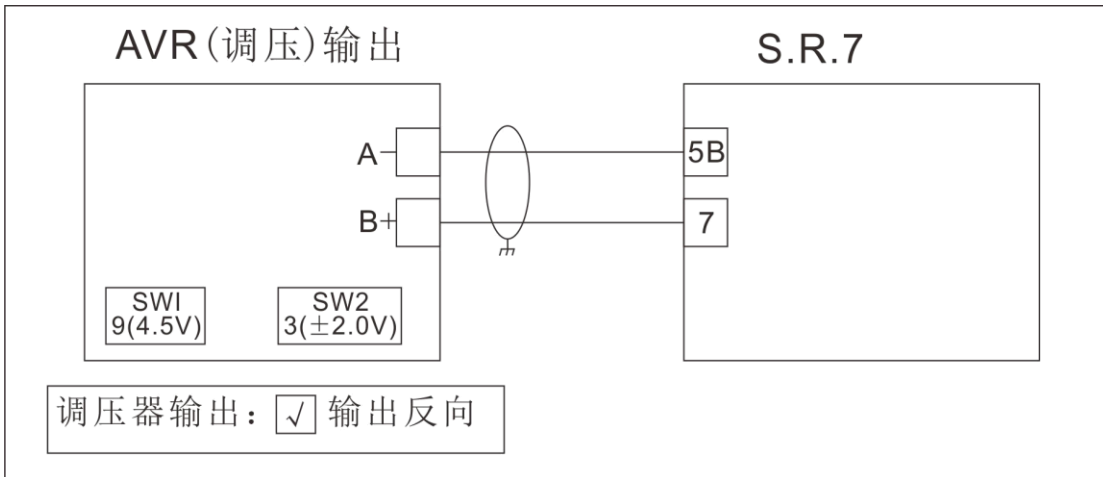 AVR(调压)输出
S.R.7
A-
5B
B+
7
SWI
9(4.5V)
SW2
3(±2.0V)
调压器输出：√输出反向